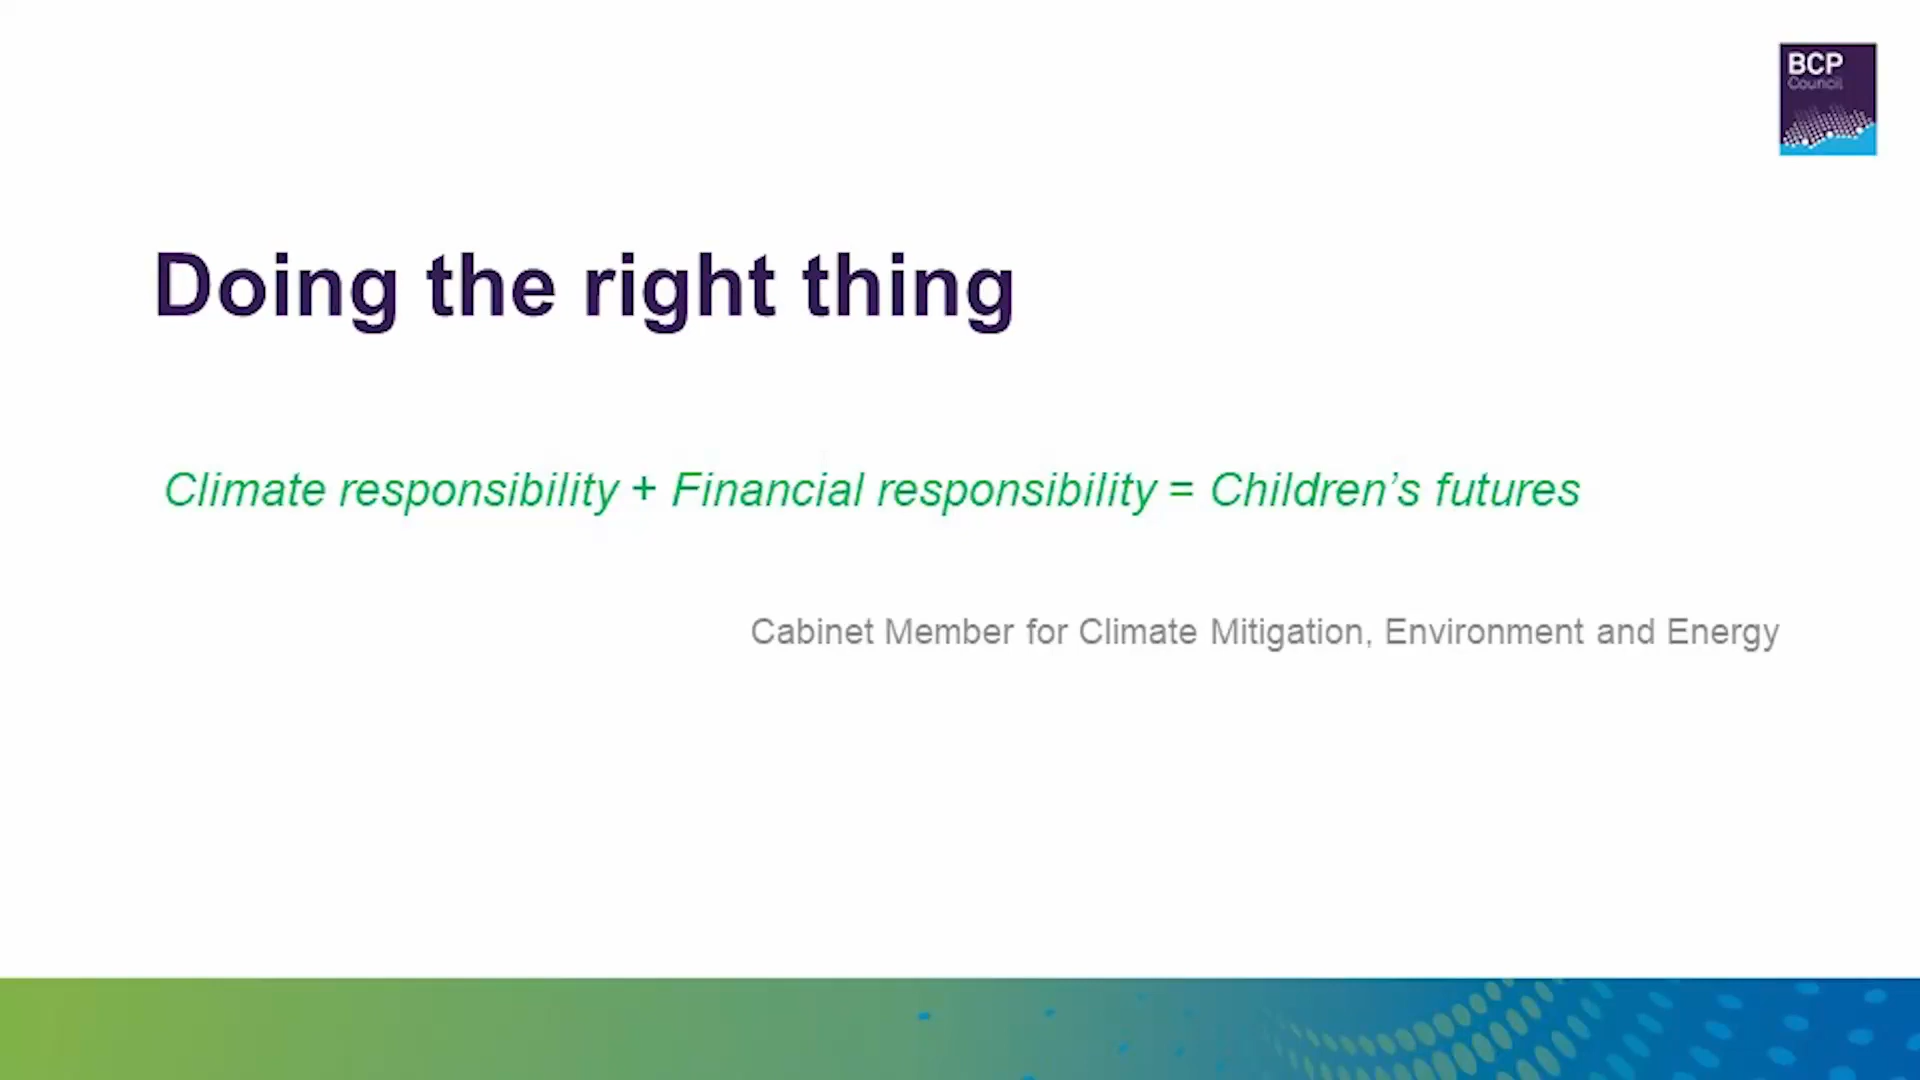 BCP
Council
Doing the right thing
Climate responsibility + Financial responsibility = Children’s futures
Cabinet Member for Climate Mitigation, Environment and Energy